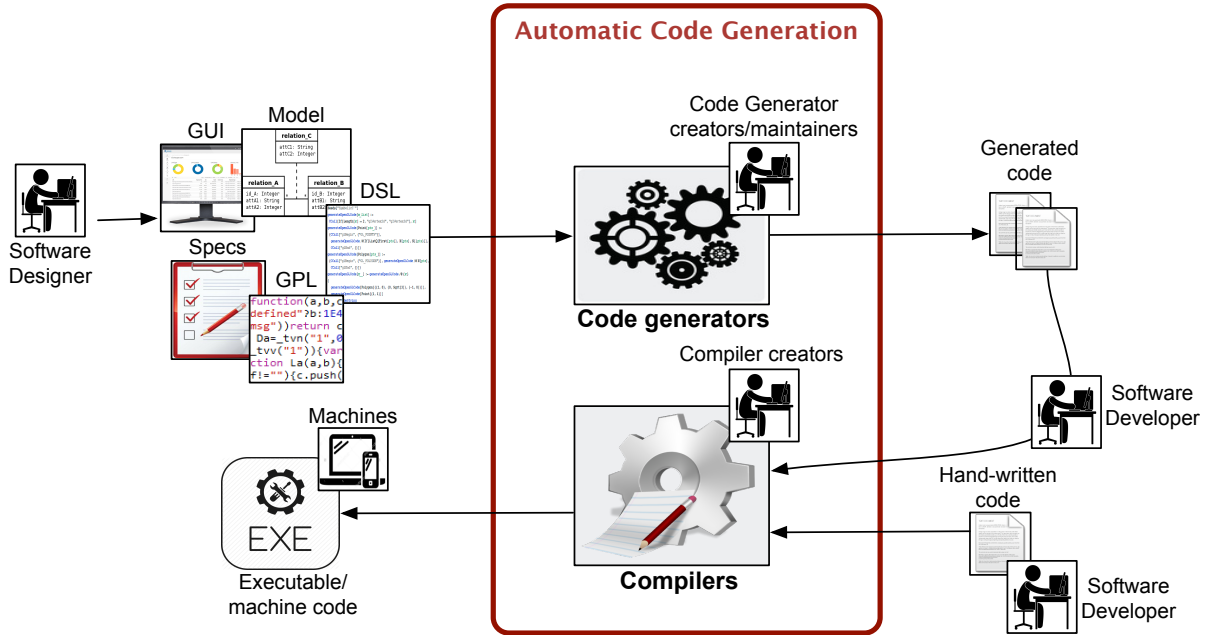 Automatic Code Generation
Code Generator
creators/maintainers
Model
GUI
relation_C
attC1: String
attC2: Integer
relation_A
id_A: Integer
attA1: String
attA2: Integer
relation_B
id_B: Integer
attB1: String
attB2
DSL
Generated
code
Software
Designer
Specs
GPL
function(a,b,c
defined"?b:1E4
msg"))return c
Da=_tvn("1",0
_tvv("1")){var
ction La(a,b){
f!=""){c.push(
Code generators
Compiler creators
Software
Developer
Machines
EXE
Executable/
machine code
Compilers
Hand-written
code
Software
Developer